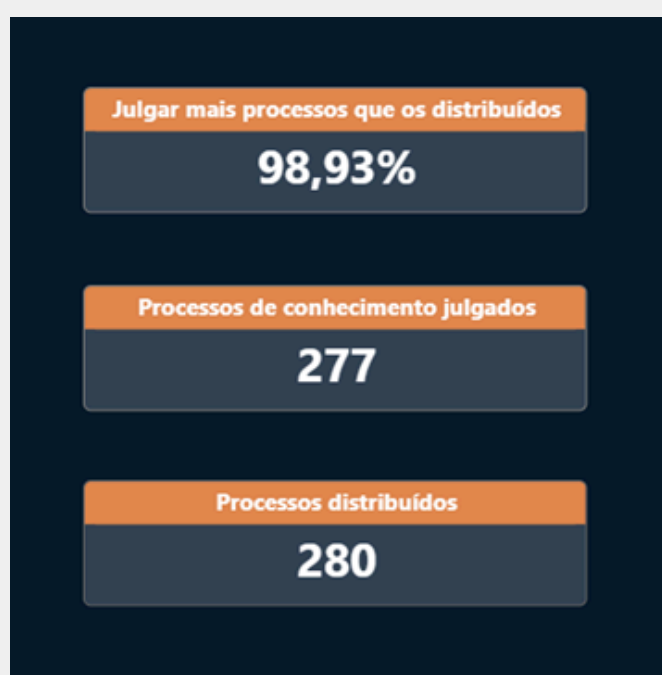 Julgar mais processos que os distribuídos
98,93%
Processos de conhecimento julgados
277
Processos distribuídos
280